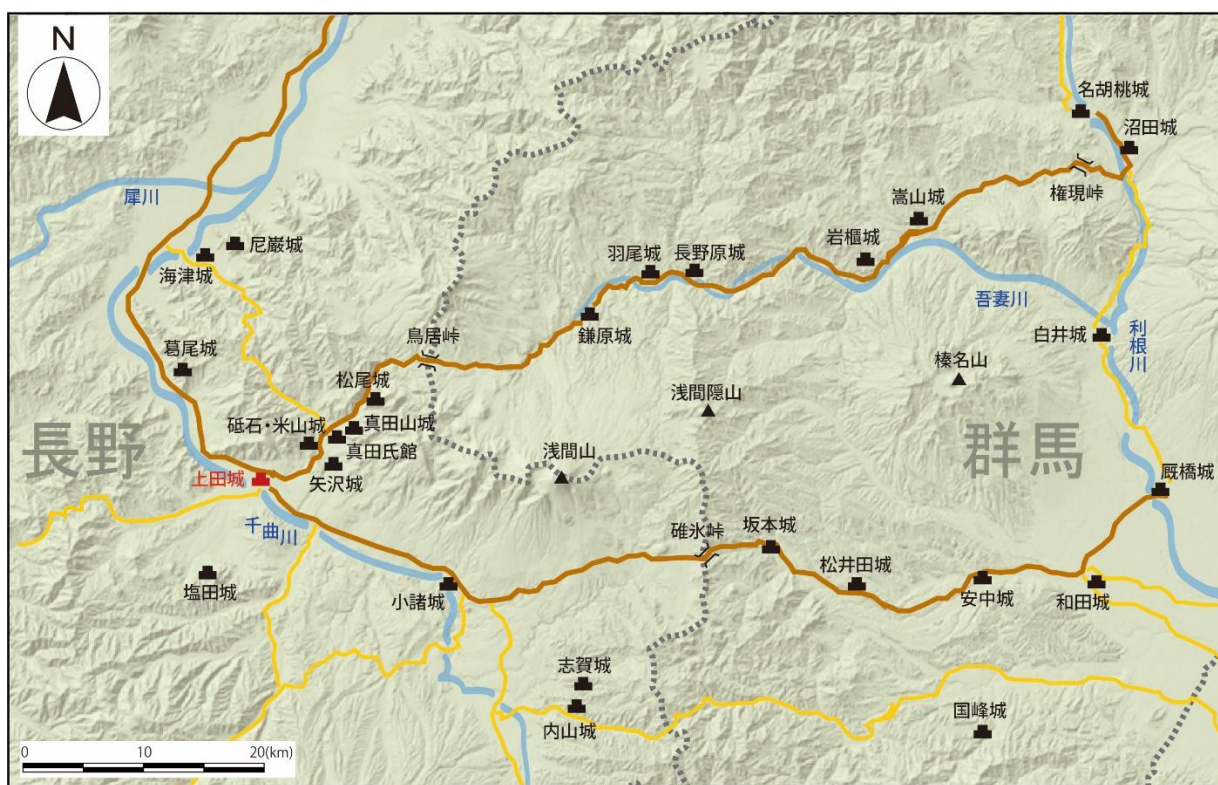 N
名胡桃城
沼田城
権現峠
犀川
嵩山城
尼巌城
海津城
羽尾城
長野原城
岩櫃城
吾妻川
鎌原城
鳥居峠
白井城
利根川
葛尾城
榛名山
松尾城
浅間隠山
砥石・米山城
真田山城
長野
群馬
真田氏館
浅間山
上田城
矢沢城
厩橋城
千曲川
碓氷峠
坂本城
松井田城
塩田城
小諸城
安中城
和田城
志賀城
内山城
国峰城
0 10 20(km)